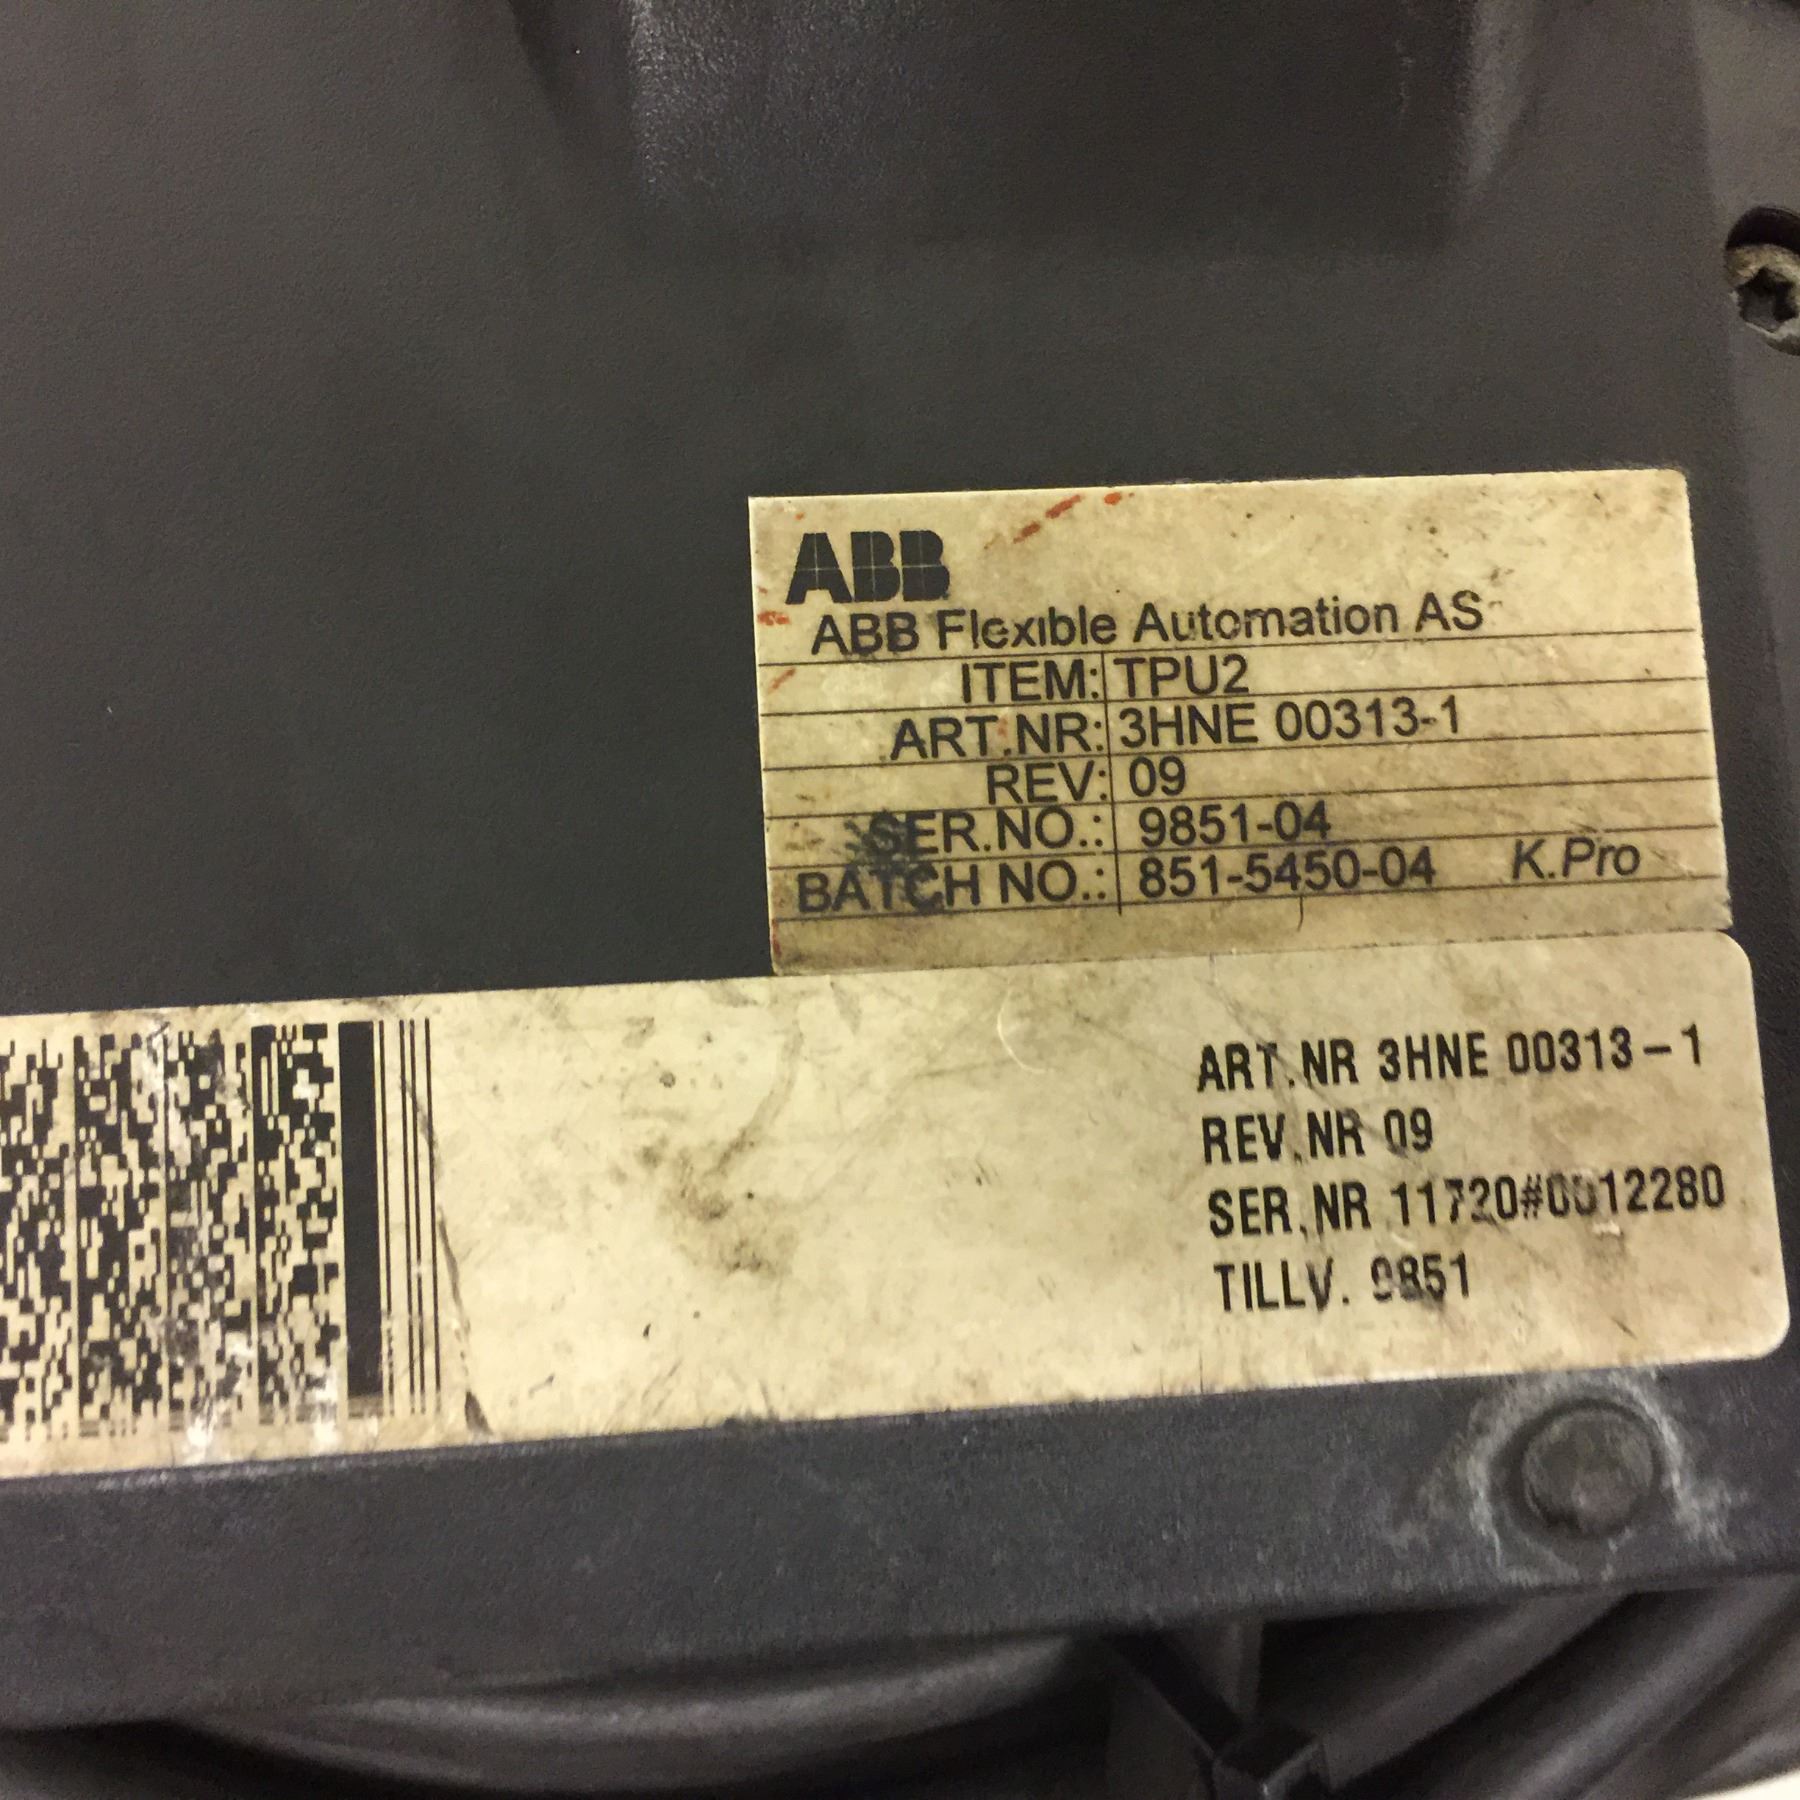 ABB
ABB Flexible Automation AS
ITEM: TPU2
ART.NR: 3HNE 00313-1
REV: 09
SER.NO.: 9851-04
BATCH NO.: 851-5450-04 K.Pro
ART.NR 3HNE 00313-1
REV.NR 09
SER.NR 11720#0012280
TILLV. 9851